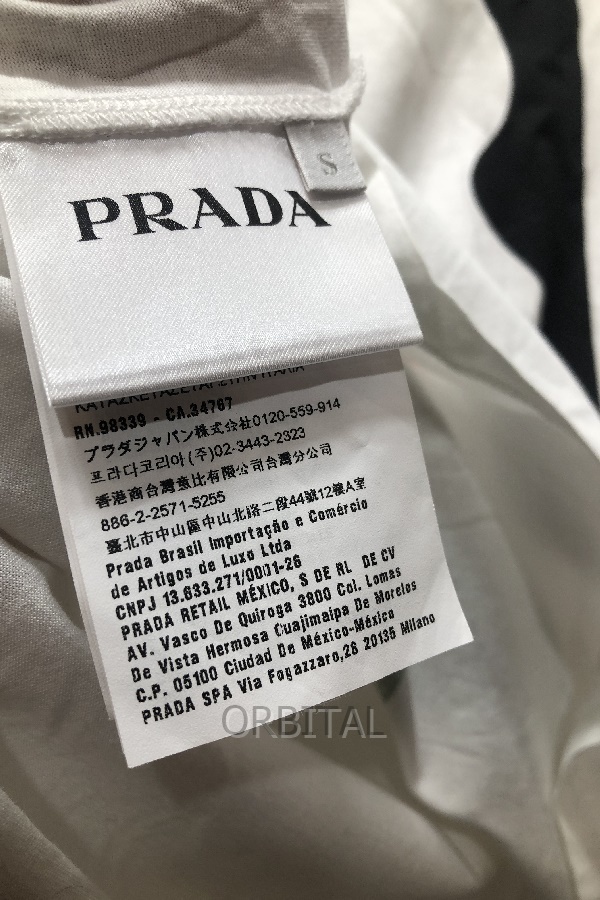 S
PRADA
RN.98339 - CA.34767
プラダジャパン株式会社0120-559-914
프라다코리아(주)02-3443-2323
香港商台灣意比有限公司台灣分公司
886-2-2571-5255
臺北市中山區中山北路二段44號12樓A室
Prada Brasil Importação e Comércio
de Artigos de Luxo Ltda
CNPJ 13.633.271/0001-26
PRADA RETAIL MÉXICO, S DE RL DE CV
AV. Vasco De Quiroga 3800 Col. Lomas
De Vista Hermosa Cuajimalpa De Morelos
C.P. 05100 Ciudad De México-México
PRADA SPA Via Fogazzaro,28 20135 Milano
ORBITAL